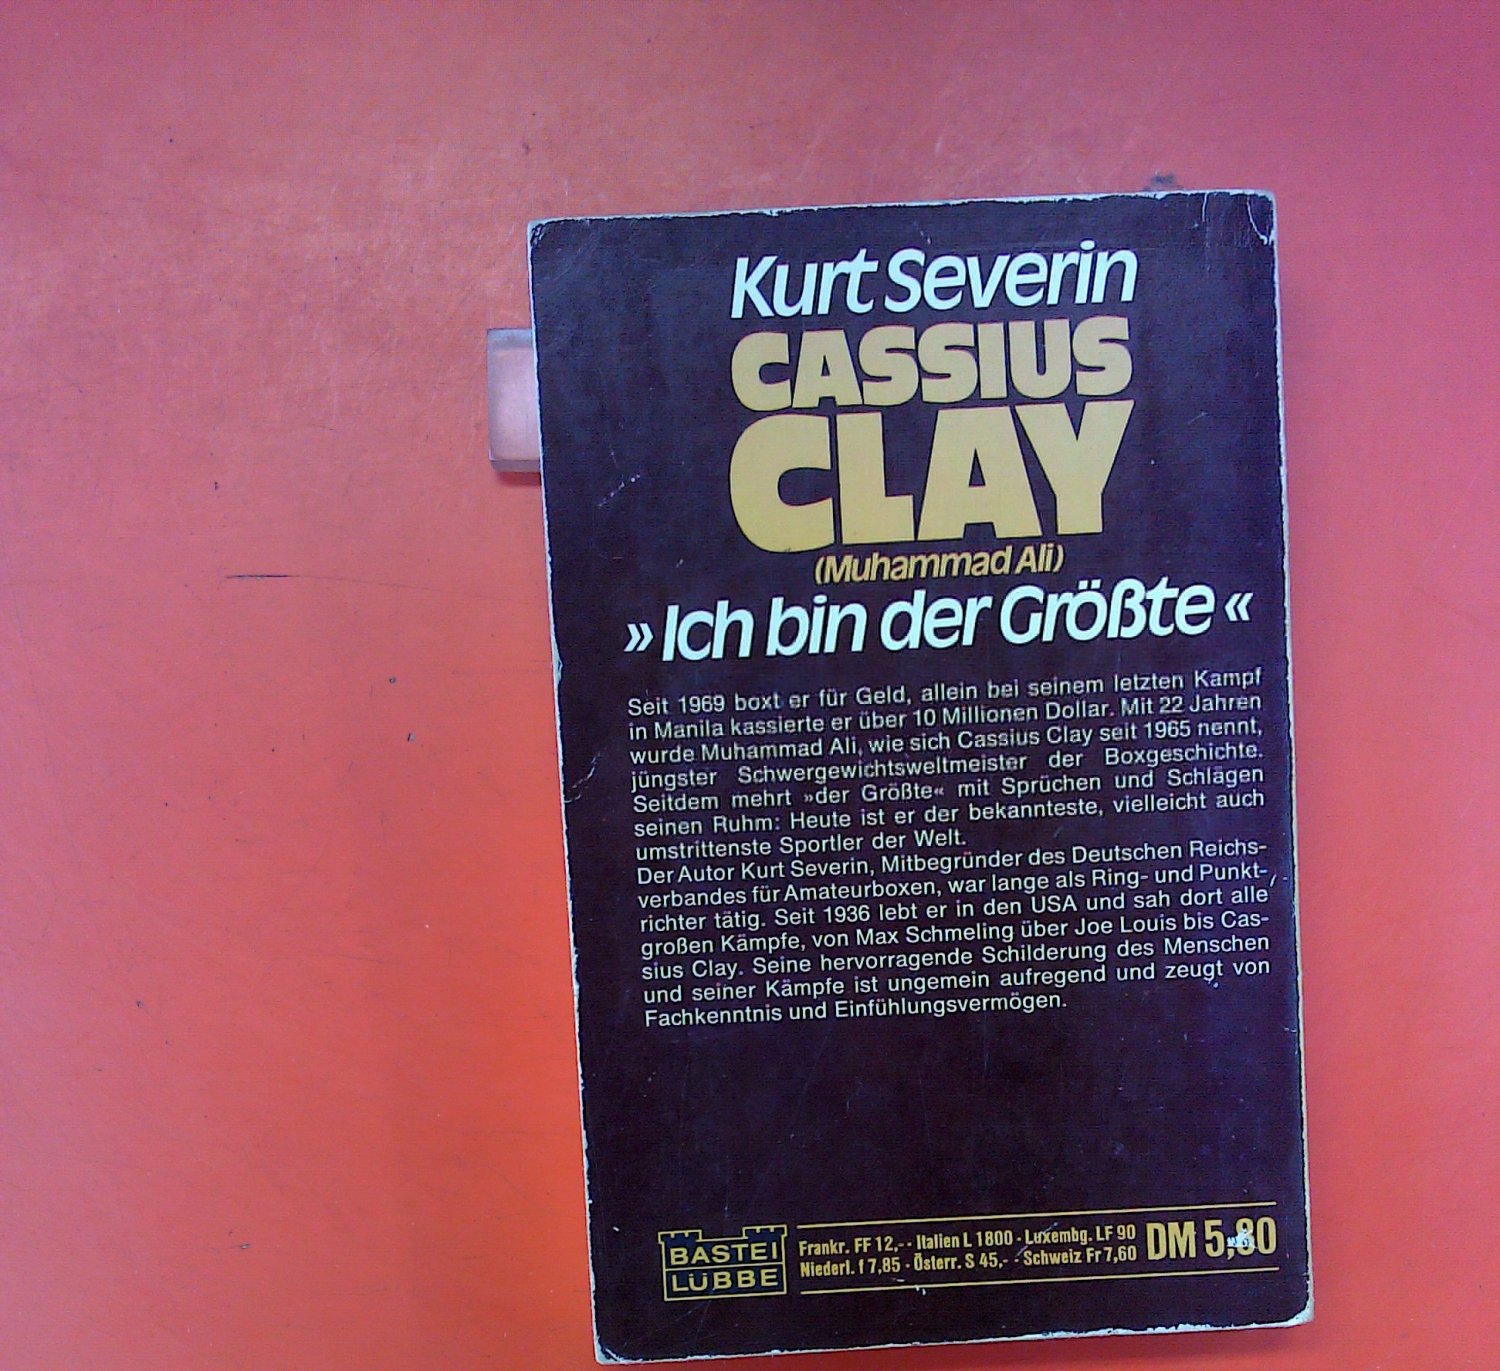 Kurt Severin
CASSIUS
CLAY
(Muhammad Ali)
»Ich bin der Größte«
Seit 1969 boxt er für Geld, allein bei seinem letzten Kampf
in Manila kassierte er über 10 Millionen Dollar. Mit 22 Jahren
wurde Muhammad Ali, wie sich Cassius Clay seit 1965 nennt,
jüngster Schwergewichtsweltmeister der Boxgeschichte.
Seitdem mehrt »der Größte« mit Sprüchen und Schlägen
seinen Ruhm: Heute ist er der bekannteste, vielleicht auch
umstrittenste Sportler der Welt.
Der Autor Kurt Severin, Mitbegründer des Deutschen Reichs-
verbandes für Amateurboxen, war lange als Ring- und Punkt-
richter tätig. Seit 1936 lebt er in den USA und sah dort alle
großen Kämpfe, von Max Schmeling über Joe Louis bis Cas-
sius Clay. Seine hervorragende Schilderung des Menschen
und seiner Kämpfe ist ungemein aufregend und zeugt von
Fachkenntnis und Einfühlungsvermögen.
BASTEI
LÜBBE
Frankr. FF 12,- · Italien L 1800 · Luxembg. LF 90
Niederl. f 7,85 · Österr. S 45,- · Schweiz Fr 7,60
DM 5,80